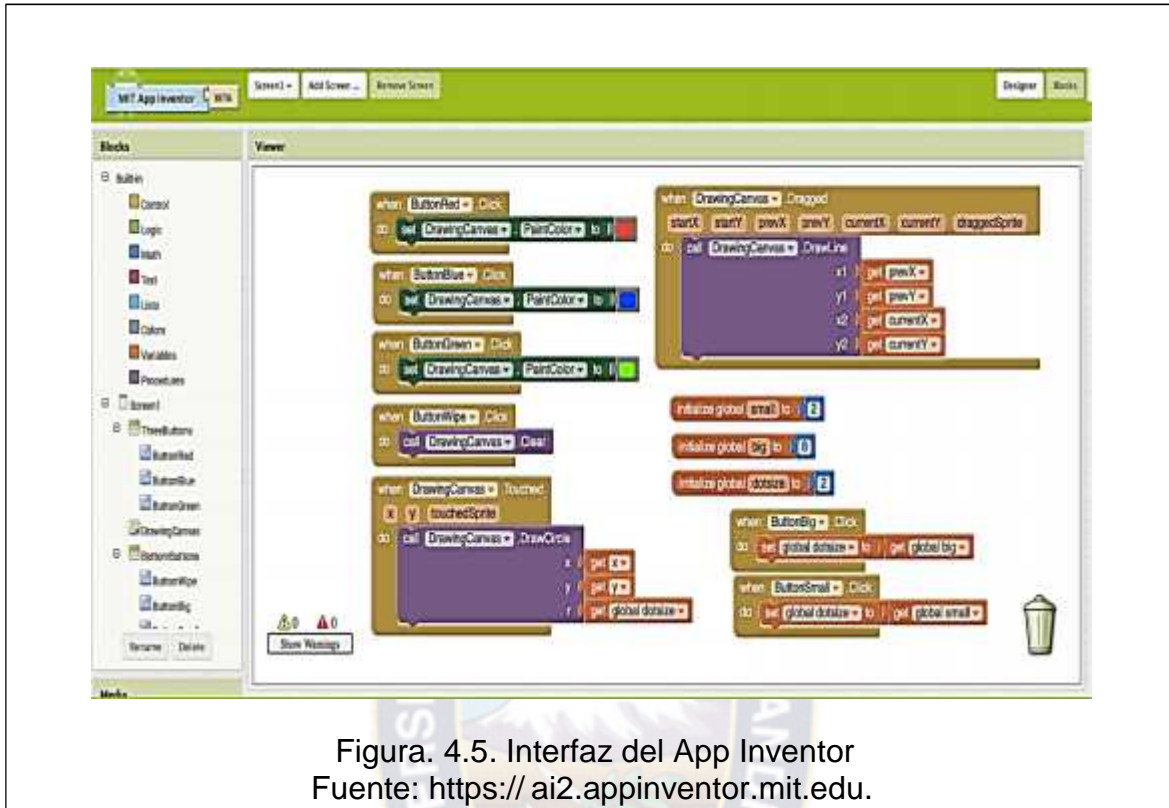 MIT App Inventor
Screen1 Add Screen ... Remove Screen
Designer Blocks
Blocks
Viewer
Built-in
Control
Logic
Math
Text
Lists
Colors
Variables
Procedures
Screen1
ThreeButtons
ButtonRed
ButtonBlue
ButtonGreen
DrawingCanvas
BottomButtons
ButtonWipe
ButtonBig
Rename Delete
Media
when ButtonRed .Click
do set DrawingCanvas . PaintColor to
when ButtonBlue .Click
do set DrawingCanvas . PaintColor to
when ButtonGreen .Click
do set DrawingCanvas . PaintColor to
when ButtonWipe .Click
do call DrawingCanvas .Clear
when DrawingCanvas .Touched
x y touchedSprite
do call DrawingCanvas .DrawCircle
x get x
y get y
r get global dotsize
0 0
Show Warnings
when DrawingCanvas .Dragged
startX startY prevX prevY currentX currentY draggedSprite
do call DrawingCanvas .DrawLine
x1 get prevX
y1 get prevY
x2 get currentX
y2 get currentY
initialize global small to 2
initialize global big to
initialize global dotsize to 2
when ButtonBig .Click
do set global dotsize to get global big
when ButtonSmall .Click
do set global dotsize to get global small
Figura. 4.5. Interfaz del App Inventor
Fuente: https:// ai2.appinventor.mit.edu.